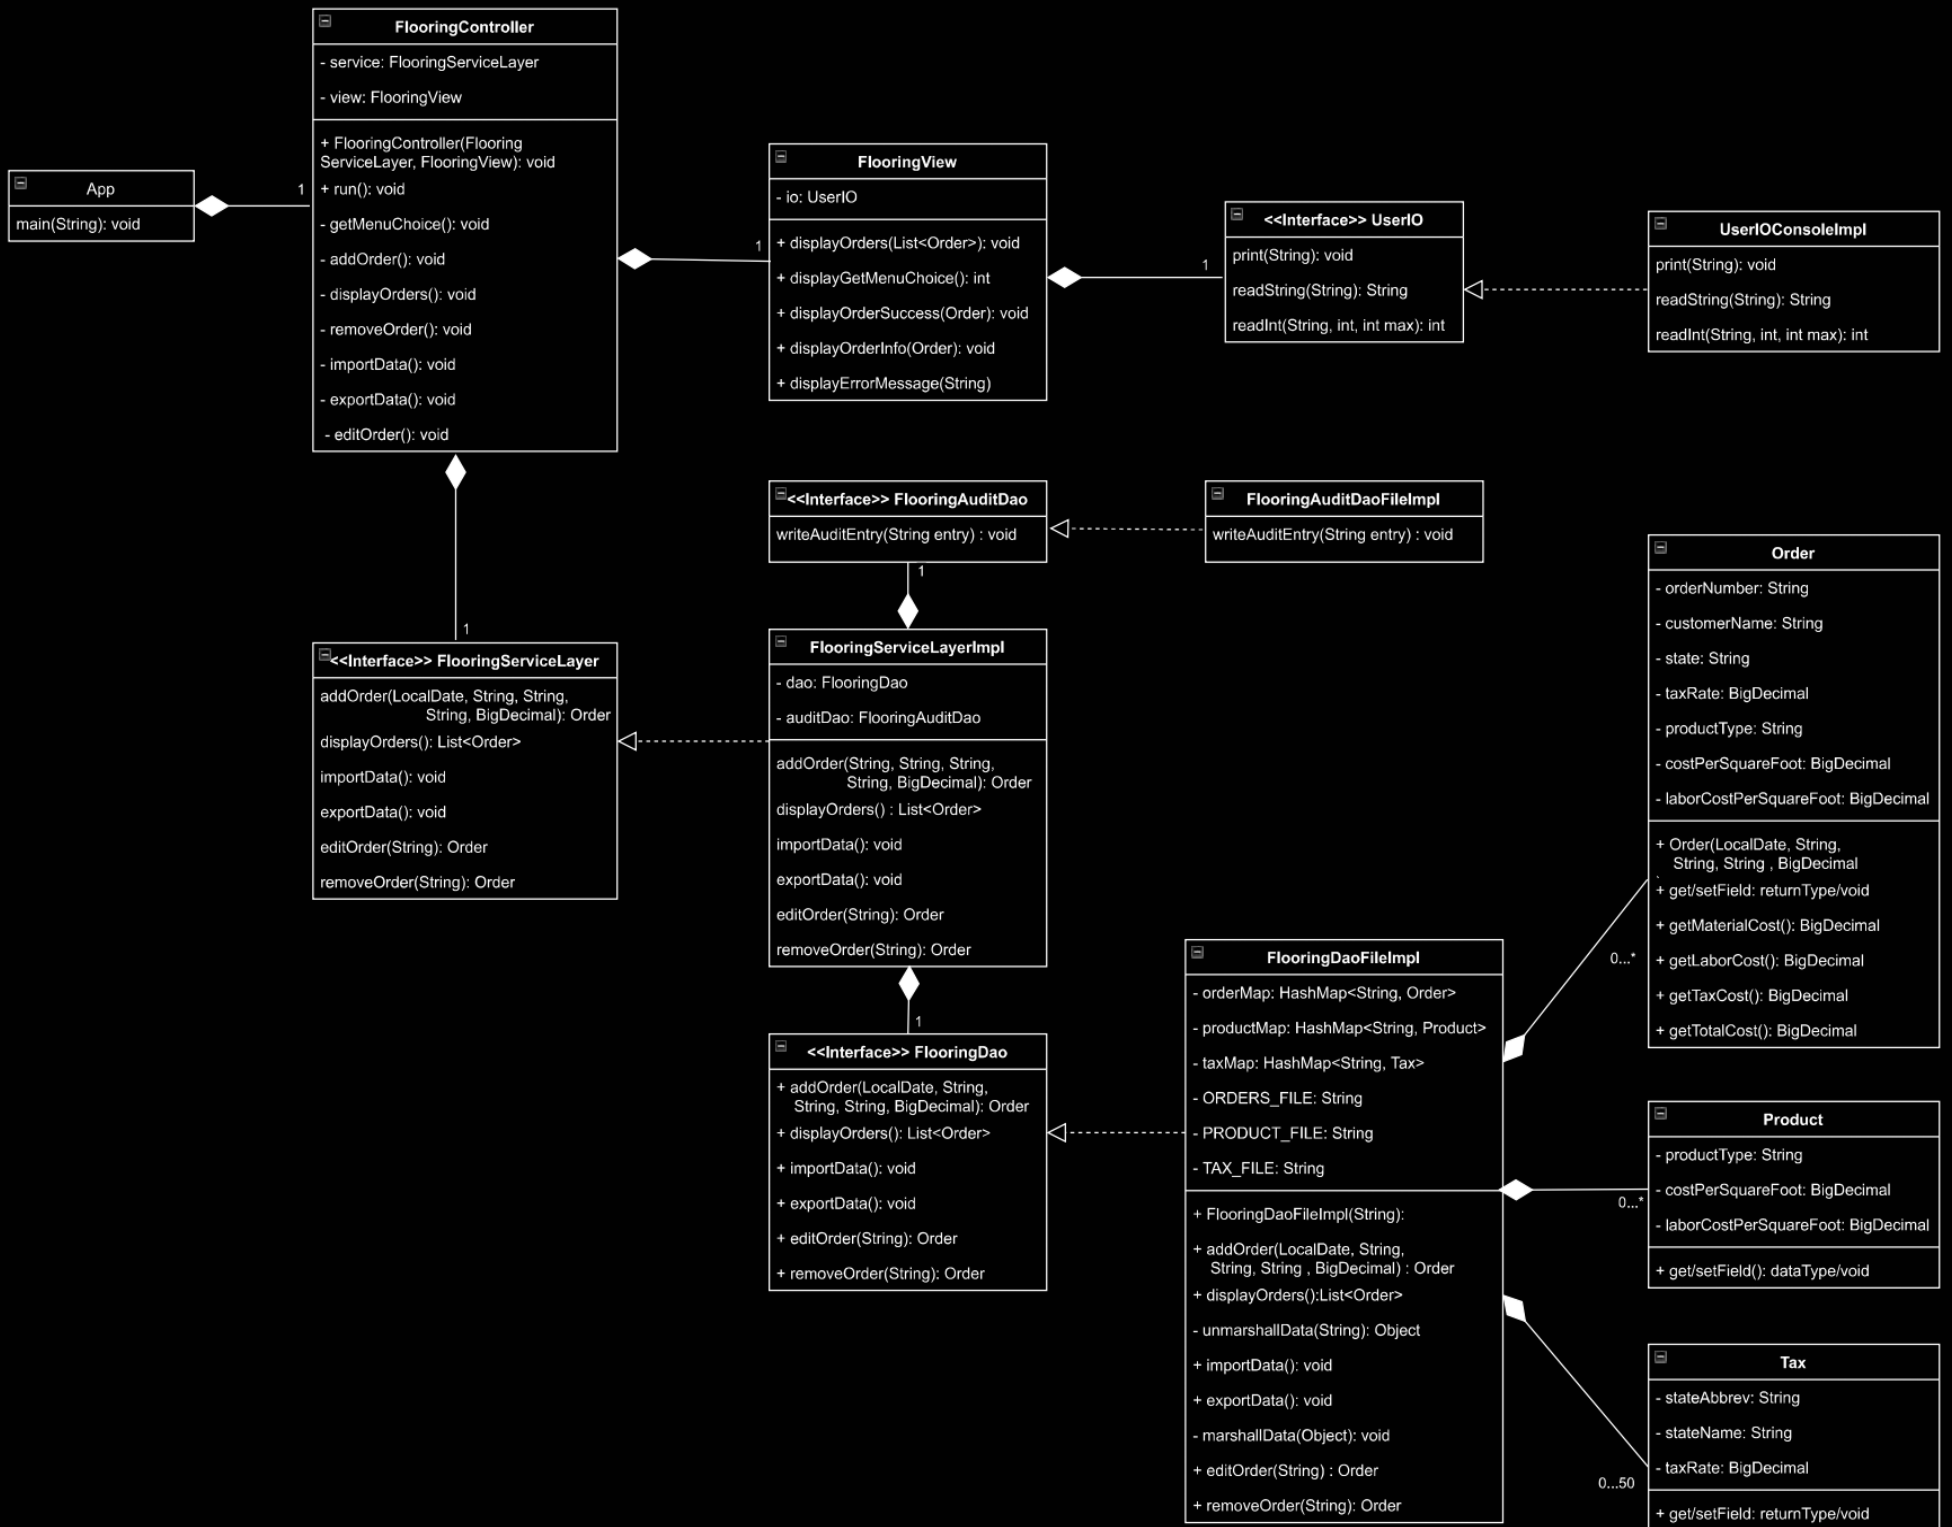 FlooringController
- service: FlooringServiceLayer
- view: FlooringView
+ FlooringController(Flooring
ServiceLayer, FlooringView): void
+ run(): void
- getMenuChoice(): void
- addOrder(): void
- displayOrders(): void
- removeOrder(): void
- importData(): void
- exportData(): void
- editOrder(): void
App
main(String): void
1
FlooringView
- io: UserIO
+ displayOrders(List<Order>): void
+ displayGetMenuChoice(): int
+ displayOrderSuccess(Order): void
+ displayOrderInfo(Order): void
+ displayErrorMessage(String)
1
<<Interface>> UserIO
print(String): void
readString(String): String
readInt(String, int, int max): int
1
UserIOConsoleImpl
print(String): void
readString(String): String
readInt(String, int, int max): int
<<Interface>> FlooringAuditDao
writeAuditEntry(String entry) : void
1
FlooringAuditDaoFileImpl
writeAuditEntry(String entry) : void
1
<<Interface>> FlooringServiceLayer
addOrder(LocalDate, String, String,
String, BigDecimal): Order
displayOrders(): List<Order>
importData(): void
exportData(): void
editOrder(String): Order
removeOrder(String): Order
FlooringServiceLayerImpl
- dao: FlooringDao
- auditDao: FlooringAuditDao
addOrder(String, String, String,
String, BigDecimal): Order
displayOrders() : List<Order>
importData(): void
exportData(): void
editOrder(String): Order
removeOrder(String): Order
1
<<Interface>> FlooringDao
+ addOrder(LocalDate, String,
String, String, BigDecimal): Order
+ displayOrders(): List<Order>
+ importData(): void
+ exportData(): void
+ editOrder(String): Order
+ removeOrder(String): Order
FlooringDaoFileImpl
- orderMap: HashMap<String, Order>
- productMap: HashMap<String, Product>
- taxMap: HashMap<String, Tax>
- ORDERS_FILE: String
- PRODUCT_FILE: String
- TAX_FILE: String
+ FlooringDaoFileImpl(String):
+ addOrder(LocalDate, String,
String, String , BigDecimal) : Order
+ displayOrders():List<Order>
- unmarshallData(String): Object
+ importData(): void
+ exportData(): void
- marshallData(Object): void
+ editOrder(String) : Order
+ removeOrder(String): Order
Order
- orderNumber: String
- customerName: String
- state: String
- taxRate: BigDecimal
- productType: String
- costPerSquareFoot: BigDecimal
- laborCostPerSquareFoot: BigDecimal
+ Order(LocalDate, String,
String, String , BigDecimal
+ get/setField: returnType/void
+ getMaterialCost(): BigDecimal
+ getLaborCost(): BigDecimal
+ getTaxCost(): BigDecimal
+ getTotalCost(): BigDecimal
0...*
Product
- productType: String
- costPerSquareFoot: BigDecimal
- laborCostPerSquareFoot: BigDecimal
+ get/setField(): dataType/void
0...*
Tax
- stateAbbrev: String
- stateName: String
- taxRate: BigDecimal
+ get/setField: returnType/void
0...50